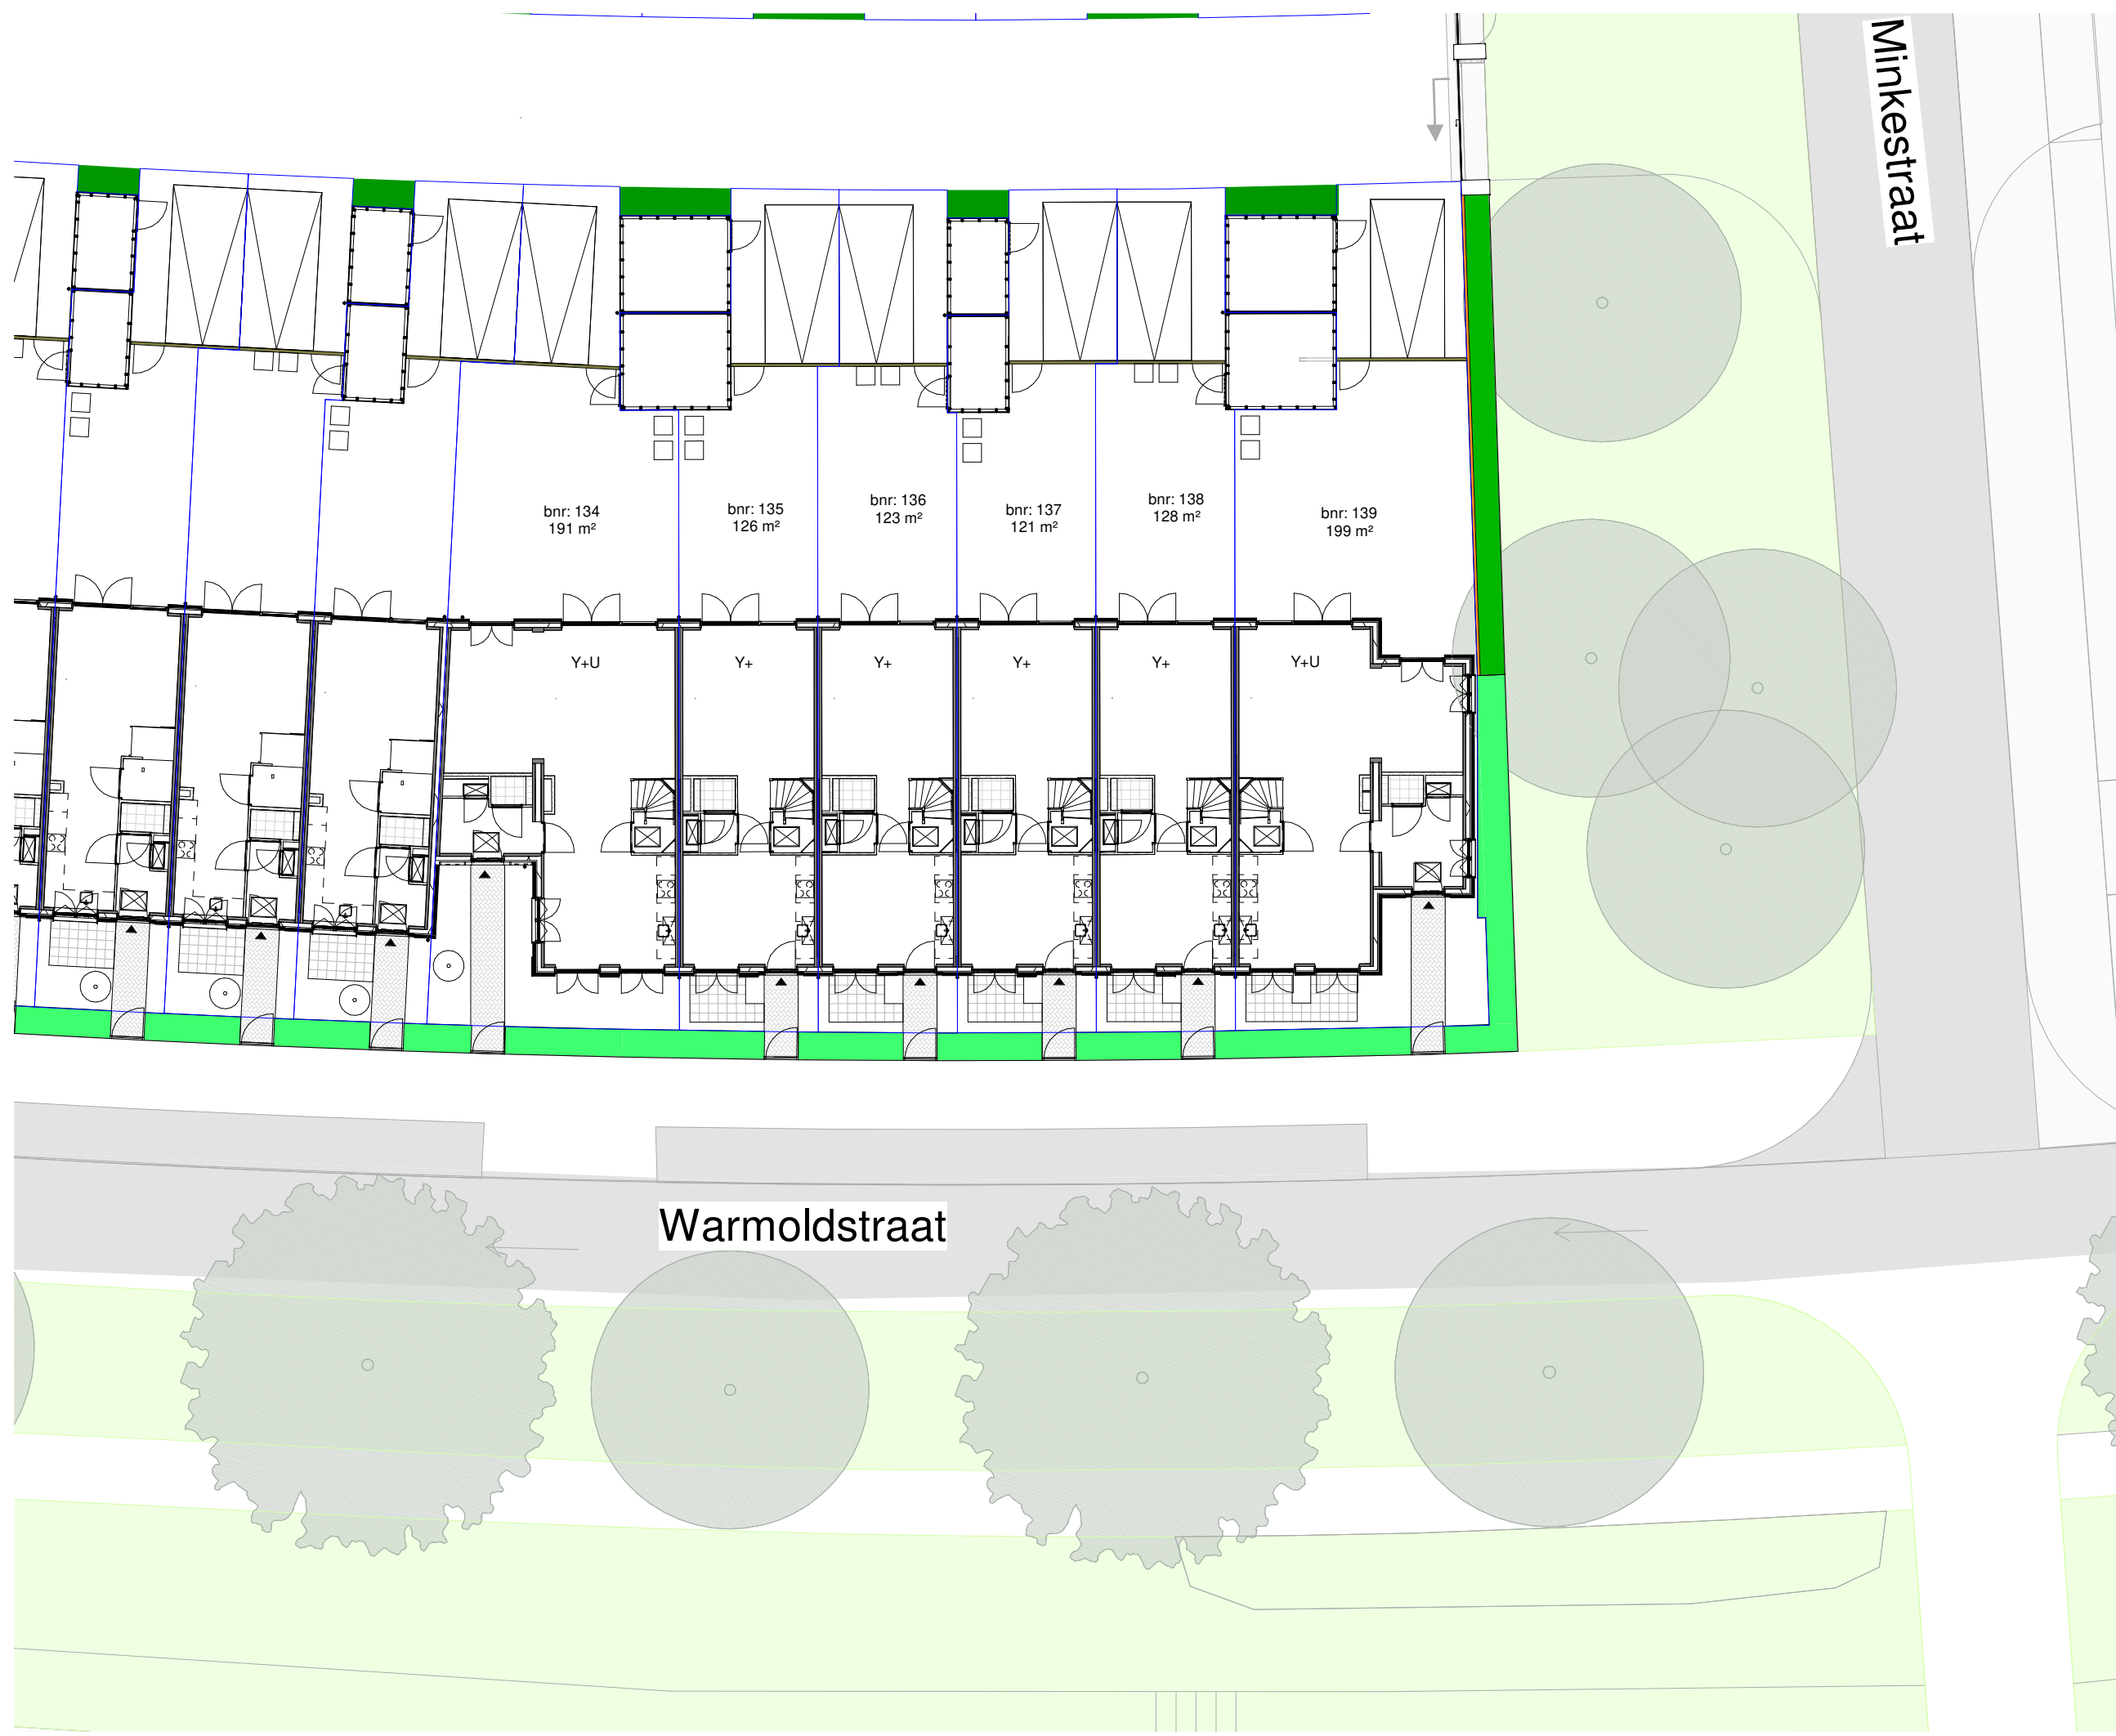 Minkestraat
bnr: 134
191 m²
bnr: 135
126 m²
bnr: 136
123 m²
bnr: 137
121 m²
bnr: 138
128 m²
bnr: 139
199 m²
Y+U
Y+
Y+
Y+
Y+
Y+U
Warmoldstraat